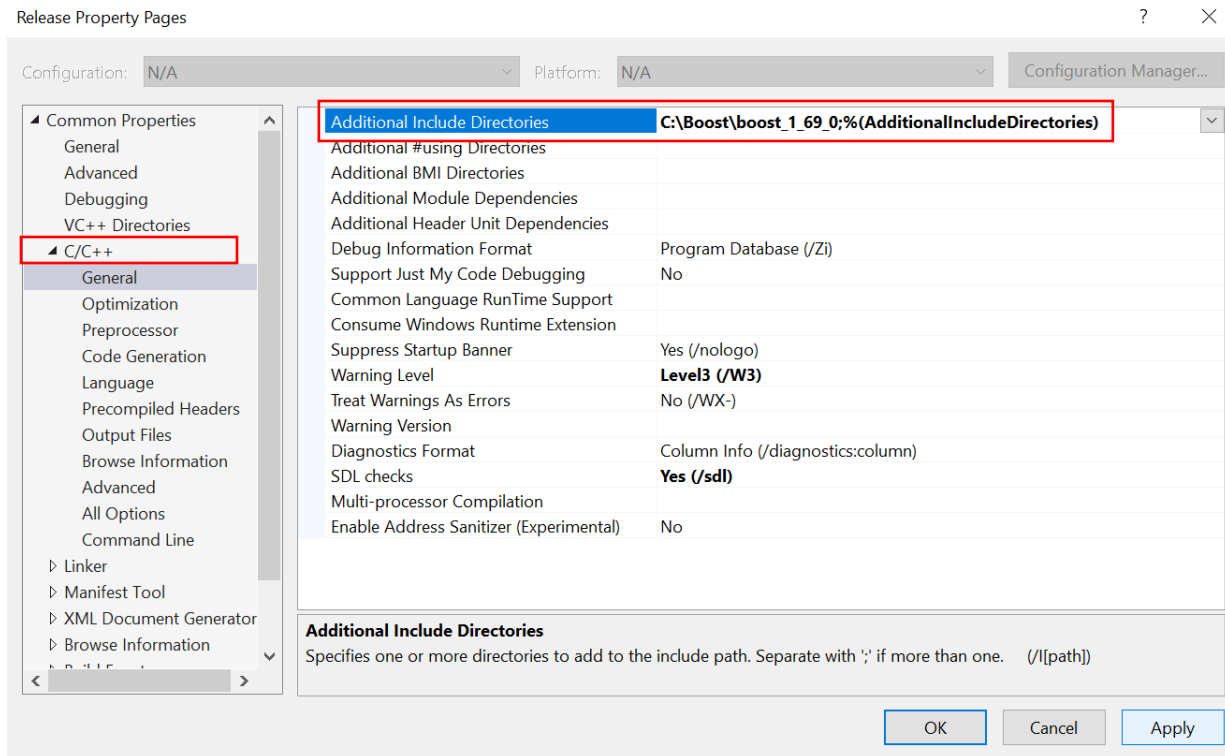 Release Property Pages
?
Configuration: N/A Platform: N/A Configuration Manager...
Common Properties
General
Advanced
Debugging
VC++ Directories
C/C++
General
Optimization
Preprocessor
Code Generation
Language
Precompiled Headers
Output Files
Browse Information
Advanced
All Options
Command Line
Linker
Manifest Tool
XML Document Generator
Browse Information
Additional Include Directories C:\Boost\boost_1_69_0;%(AdditionalIncludeDirectories)
Additional #using Directories
Additional BMI Directories
Additional Module Dependencies
Additional Header Unit Dependencies
Debug Information Format Program Database (/Zi)
Support Just My Code Debugging No
Common Language RunTime Support
Consume Windows Runtime Extension
Suppress Startup Banner Yes (/nologo)
Warning Level Level3 (/W3)
Treat Warnings As Errors No (/WX-)
Warning Version
Diagnostics Format Column Info (/diagnostics:column)
SDL checks Yes (/sdl)
Multi-processor Compilation
Enable Address Sanitizer (Experimental) No
Additional Include Directories
Specifies one or more directories to add to the include path. Separate with ';' if more than one. (/I[path])
OK Cancel Apply